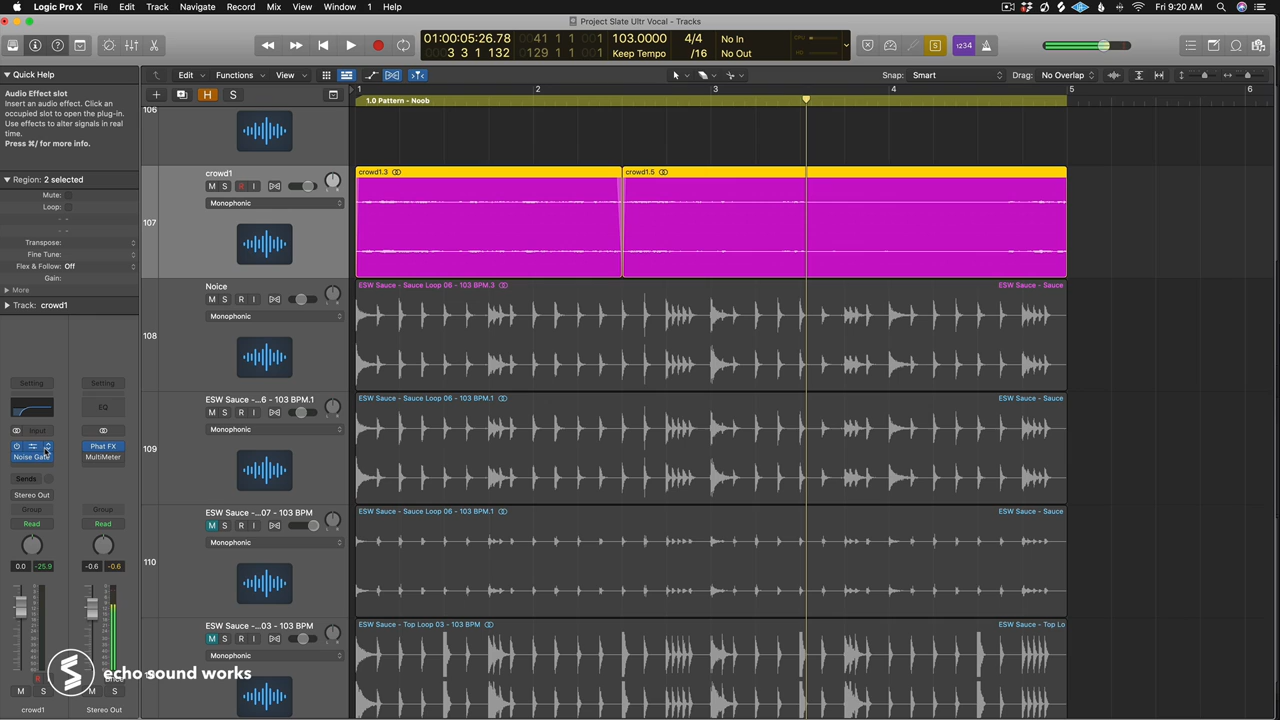 Logic Pro X File Edit Track Navigate Record Mix View Window 1 Help
Fri 9:20 AM
Project Slate Ultr Vocal - Tracks
01:00:05:26.78
3 3 1 132
41 1 1
129 1 1
103.0000
Keep Tempo
4/4
/16
No In
No Out
CPU
S
1234
Quick Help
Edit Functions View
Snap: Smart
Drag: No Overlap
Audio Effect slot
Insert an audio effect. Click an
occupied slot to open the plug-in.
Use effects to alter signals in real
time.
Press ⌘/ for more info.
H S
1 2 3 4 5 6
1.0 Pattern - Noob
Region: 2 selected
Mute:
Loop:
Transpose:
Fine Tune:
Flex & Follow: Off
Gain:
More
Track: crowd1
106
107
crowd1
M S R I
Monophonic
crowd1.3
crowd1.5
108
Noise
M S R I
Monophonic
ESW Sauce - Sauce Loop 06 - 103 BPM.3
ESW Sauce - Sauce
109
ESW Sauce -...6 - 103 BPM.1
M S R I
Monophonic
ESW Sauce - Sauce Loop 06 - 103 BPM.1
ESW Sauce - Sauce
110
ESW Sauce -...07 - 103 BPM
M S R I
Monophonic
ESW Sauce - Sauce Loop 06 - 103 BPM.1
ESW Sauce - Sauce
ESW Sauce -...03 - 103 BPM
M S R I
Monophonic
ESW Sauce - Top Loop 03 - 103 BPM
ESW Sauce - Top Lo
Setting Setting
EQ
Input
Phat FX
Noise Gate MultiMeter
Sends
Stereo Out
Group Group
Read Read
0.0 -25.9 -0.6 -0.6
echo sound works
M S M S
crowd1 Stereo Out